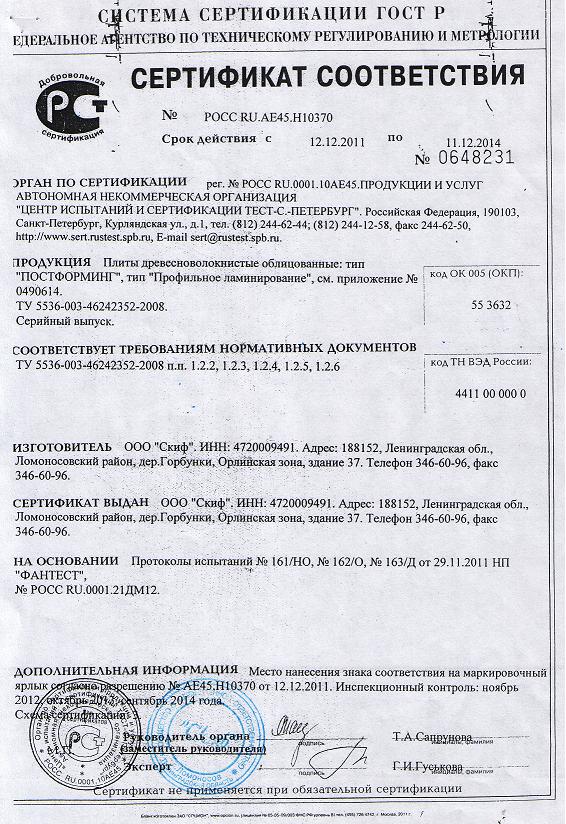 СИСТЕМА СЕРТИФИКАЦИИ ГОСТ Р
ЕДЕРАЛЬНОЕ АГЕНТСТВО ПО ТЕХНИЧЕСКОМУ РЕГУЛИРОВАНИЮ И МЕТРОЛОГИИ
Добровольная
сертификация
СЕРТИФИКАТ СООТВЕТСТВИЯ
№ РОСС RU.АЕ45.Н10370
Срок действия с 12.12.2011 по 11.12.2014
№ 0648231
ОРГАН ПО СЕРТИФИКАЦИИ рег. № РОСС RU.0001.10АЕ45.ПРОДУКЦИИ И УСЛУГ
АВТОНОМНАЯ НЕКОММЕРЧЕСКАЯ ОРГАНИЗАЦИЯ
"ЦЕНТР ИСПЫТАНИЙ И СЕРТИФИКАЦИИ ТЕСТ-С.-ПЕТЕРБУРГ". Российская Федерация, 190103,
Санкт-Петербург, Курляндская ул., д.1, тел. (812) 244-62-44; (812) 244-12-58, факс 244-62-50,
http://www.sert.rustest.spb.ru, E-mail sert@rustest.spb.ru.
ПРОДУКЦИЯ Плиты древесноволокнистые облицованные: тип
"ПОСТФОРМИНГ", тип "Профильное ламинирование", см. приложение №
0490614.
ТУ 5536-003-46242352-2008.
Серийный выпуск.
код ОК 005 (ОКП):
55 3632
СООТВЕТСТВУЕТ ТРЕБОВАНИЯМ НОРМАТИВНЫХ ДОКУМЕНТОВ
ТУ 5536-003-46242352-2008 п.п. 1.2.2, 1.2.3, 1.2.4, 1.2.5, 1.2.6
код ТН ВЭД России:
4411 00 000 0
ИЗГОТОВИТЕЛЬ ООО "Скиф". ИНН: 4720009491. Адрес: 188152, Ленинградская обл.,
Ломоносовский район, дер.Горбунки, Орлинская зона, здание 37. Телефон 346-60-96, факс
346-60-96.
СЕРТИФИКАТ ВЫДАН ООО "Скиф". ИНН: 4720009491. Адрес: 188152, Ленинградская обл.,
Ломоносовский район, дер.Горбунки, Орлинская зона, здание 37. Телефон 346-60-96, факс
346-60-96.
НА ОСНОВАНИИ Протоколы испытаний № 161/НО, № 162/О, № 163/Д от 29.11.2011 НП
"ФАНТЕСТ",
№ РОСС RU.0001.21ДМ12.
ДОПОЛНИТЕЛЬНАЯ ИНФОРМАЦИЯ Место нанесения знака соответствия на маркировочный
ярлык согласно разрешению № АЕ45.Н10370 от 12.12.2011. Инспекционный контроль: ноябрь
2012, октябрь 2013, сентябрь 2014 года.
Схема сертификации:
Руководитель органа
(заместитель руководителя)
подпись
Т.А.Сапрунова
инициалы, фамилия
Эксперт
подпись
Г.И.Гуськова
инициалы, фамилия
Сертификат не применяется при обязательной сертификации